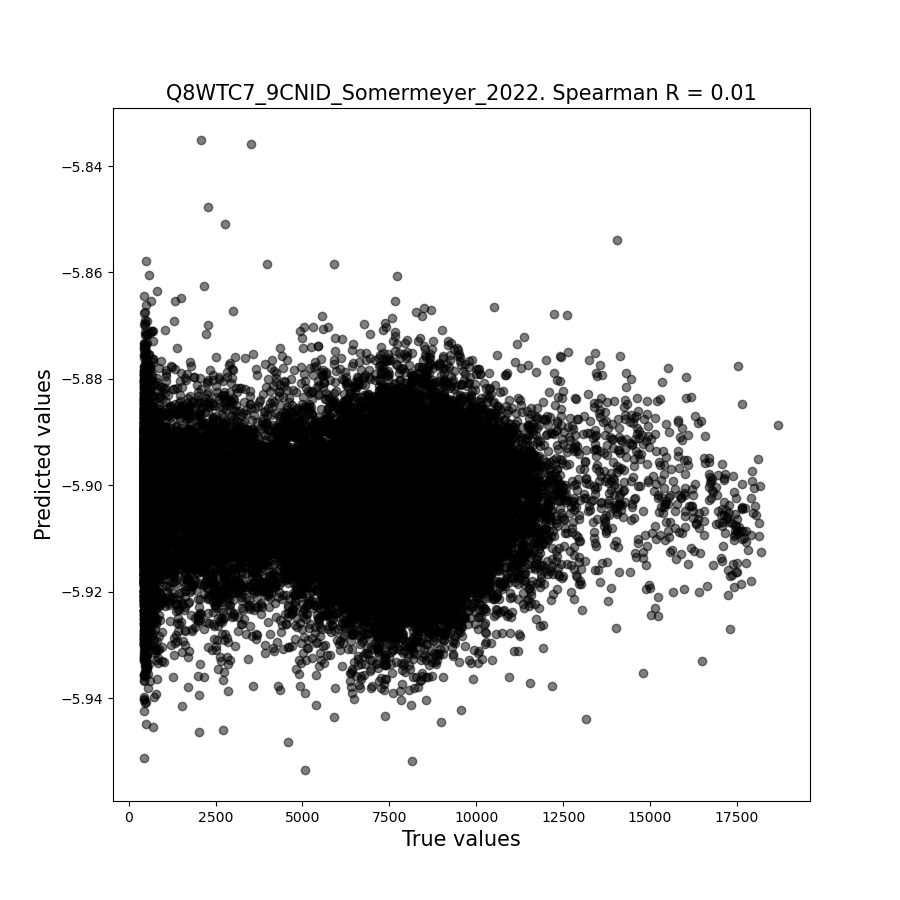 Q8WTC7_9CNID_Somermeyer_2022. Spearman R = 0.01
Predicted values
−5.84
−5.86
−5.88
−5.90
−5.92
−5.94
0 2500 5000 7500 10000 12500 15000 17500
True values